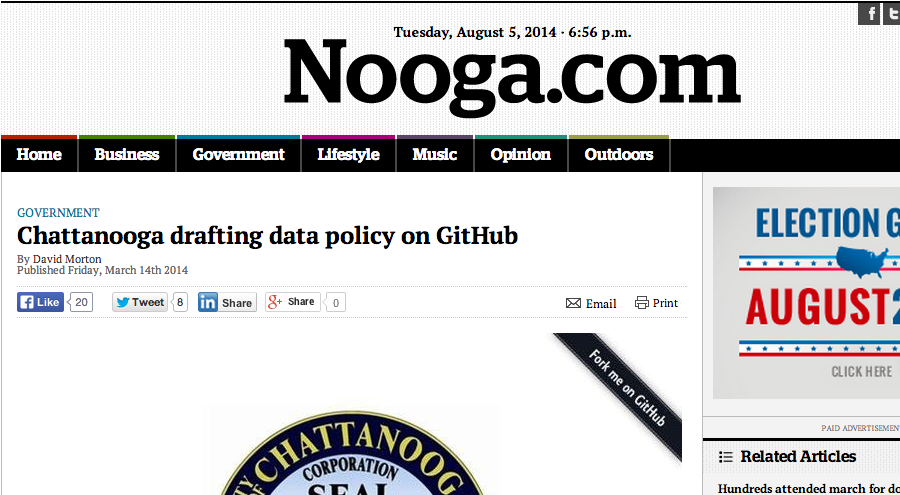 Tuesday, August 5, 2014 · 6:56 p.m.
Nooga.com
Home Business Government Lifestyle Music Opinion Outdoors
GOVERNMENT
Chattanooga drafting data policy on GitHub
By David Morton
Published Friday, March 14th 2014
Like 20 Tweet 8 Share Share 0 Email Print
Fork me on GitHub
CHATTANOOG
CORPORATION
SEAL
ELECTION G
AUGUST
CLICK HERE
PAID ADVERTISEMEN
Related Articles
Hundreds attended march for do